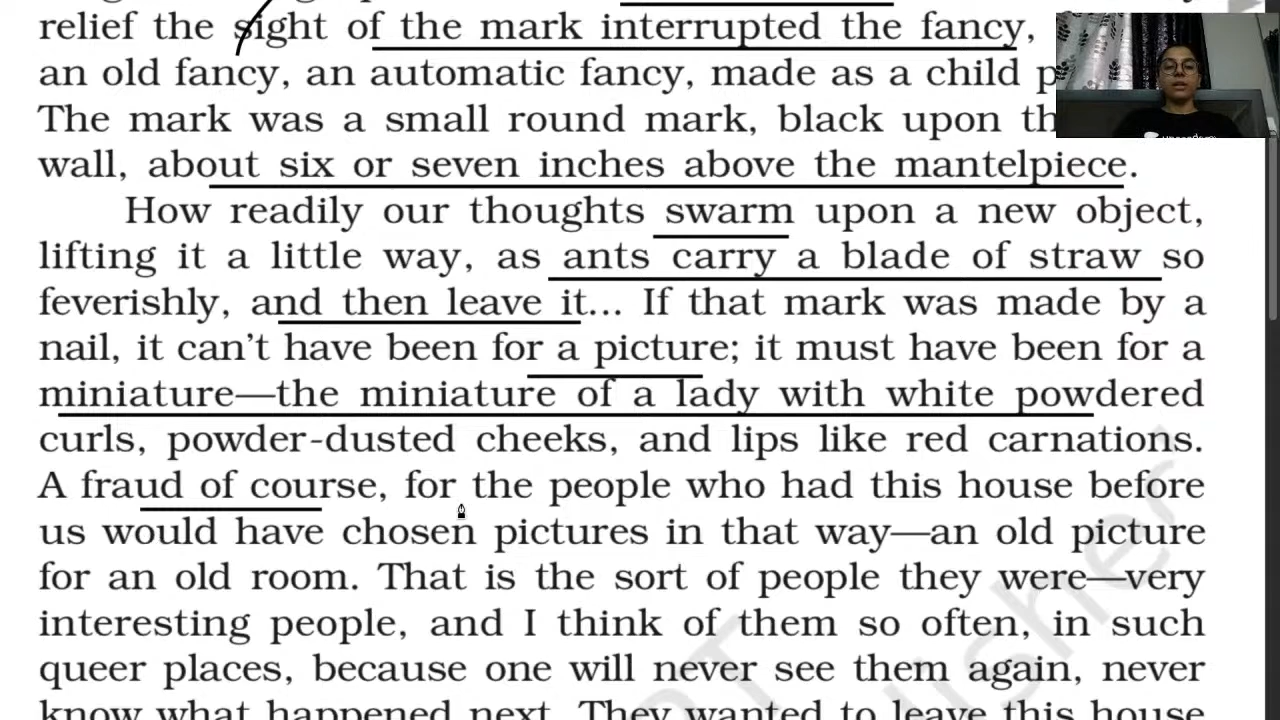 relief the sight of the mark interrupted the fancy,
an old fancy, an automatic fancy, made as a child
The mark was a small round mark, black upon
wall, about six or seven inches above the mantelpiece.
How readily our thoughts swarm upon a new object,
lifting it a little way, as ants carry a blade of straw so
feverishly, and then leave it... If that mark was made by a
nail, it can't have been for a picture; it must have been for a
miniature—the miniature of a lady with white powdered
curls, powder-dusted cheeks, and lips like red carnations.
A fraud of course, for the people who had this house before
us would have chosen pictures in that way—an old picture
for an old room. That is the sort of people they were—very
interesting people, and I think of them so often, in such
queer places, because one will never see them again, never
know what happened next. They wanted to leave this house